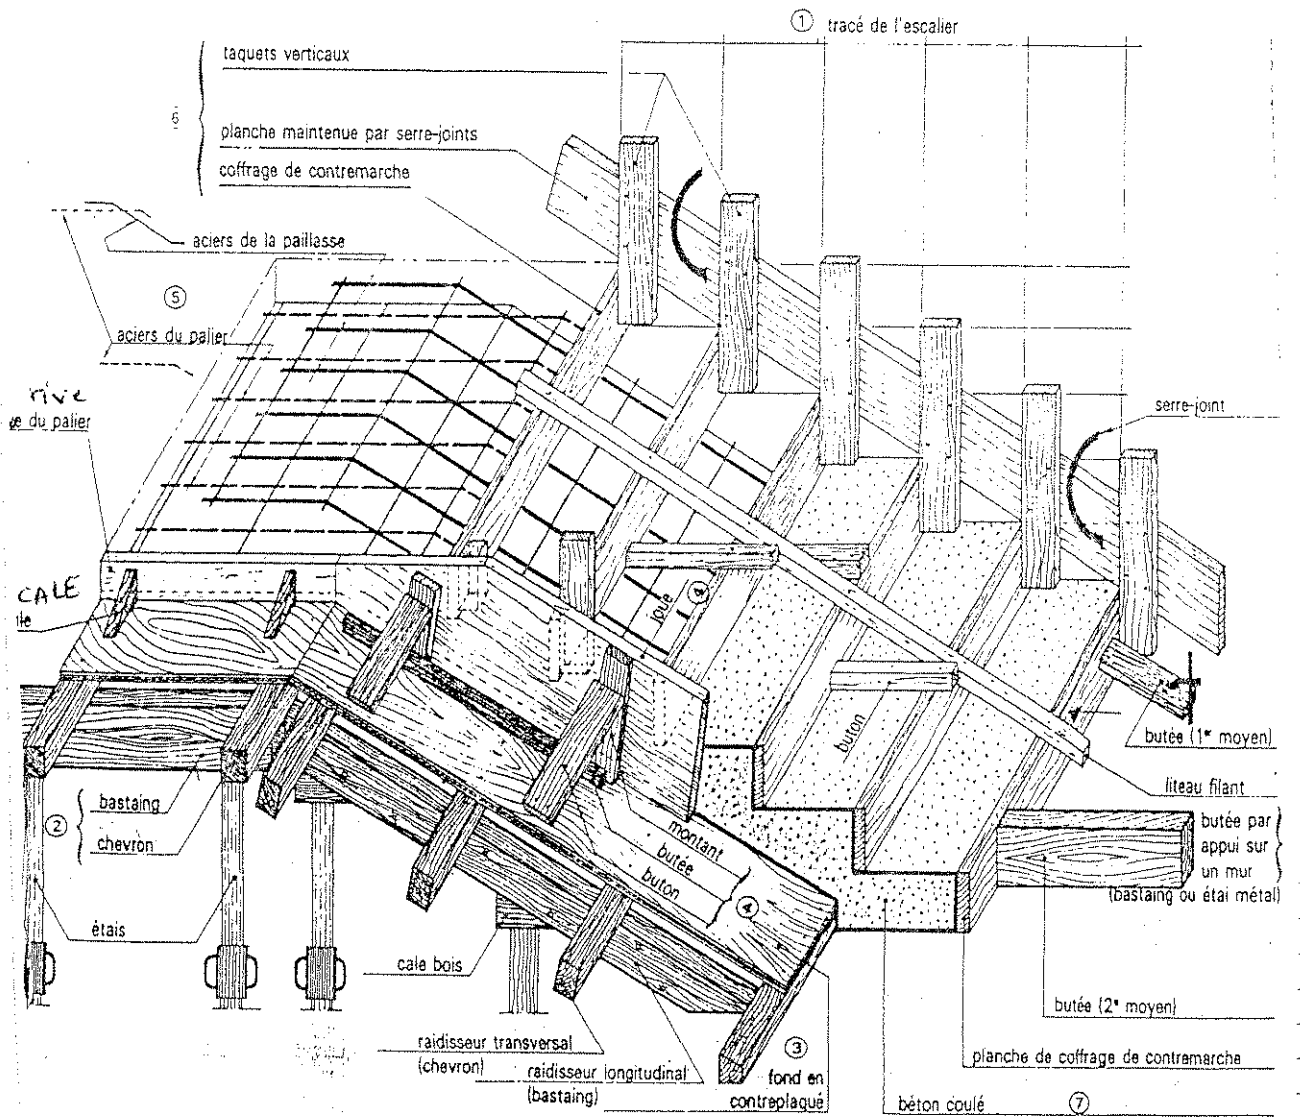 ① tracé de l'escalier
taquets verticaux
6
planche maintenue par serre-joints
coffrage de contremarche
aciers de la paillasse
⑤
aciers du palier
rive
du palier
serre-joint
CALE
joue
④
buton
butée (1er moyen)
liteau filant
bastaing
②
chevron
montant
butée
buton
④
butée par
appui sur
un mur
(bastaing ou étai métal)
étais
cale bois
butée (2e moyen)
raidisseur transversal
(chevron)
raidisseur longitudinal
(bastaing)
③
fond en
contreplaqué
planche de coffrage de contremarche
béton coulé
⑦